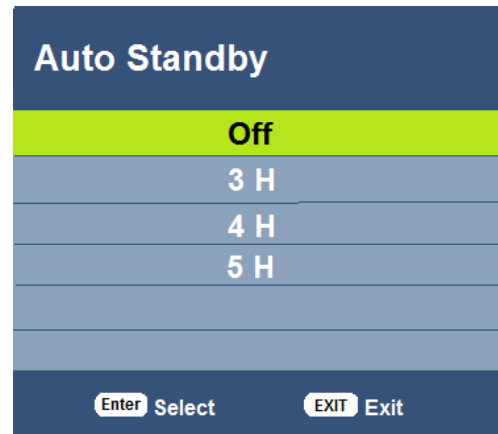 Auto Standby
Off
3 H
4 H
5 H
Enter Select EXIT Exit